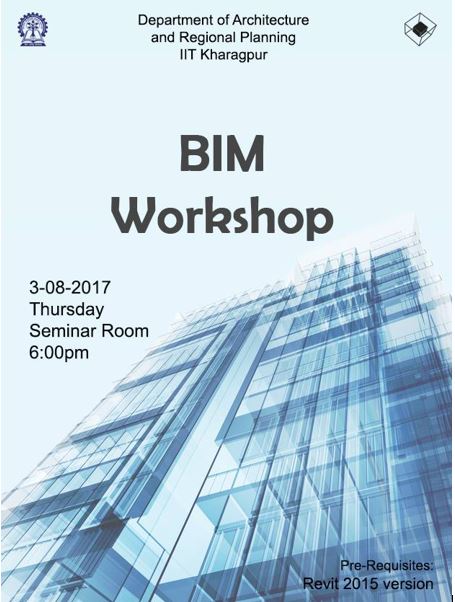 Department of Architecture
and Regional Planning
IIT Kharagpur
BIM
Workshop
3-08-2017
Thursday
Seminar Room
6:00pm
Pre-Requisites:
Revit 2015 version